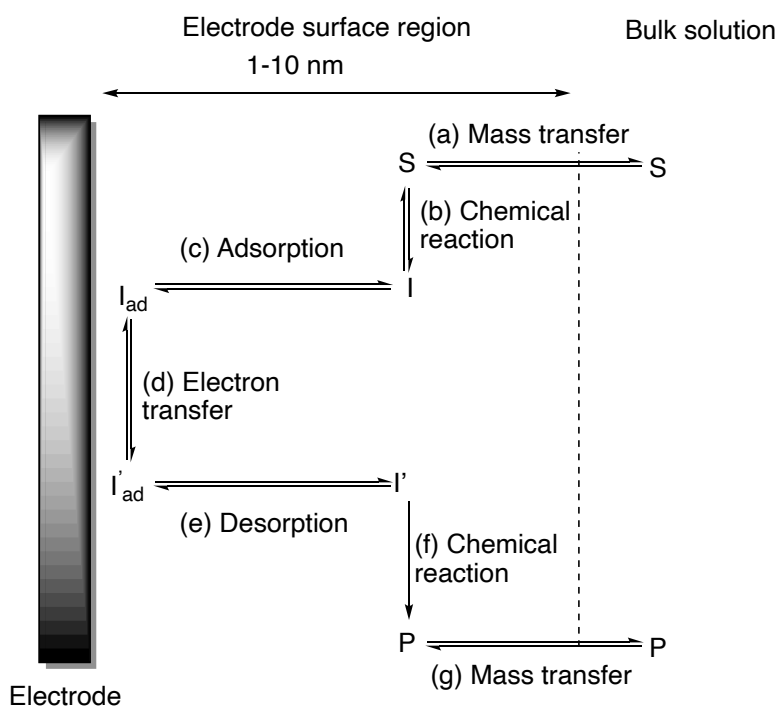 Electrode surface region
Bulk solution
1-10 nm
(a) Mass transfer
S
S
(b) Chemical
reaction
(c) Adsorption
I
Iad
(d) Electron
transfer
I'ad
I'
(e) Desorption
(f) Chemical
reaction
P
P
(g) Mass transfer
Electrode